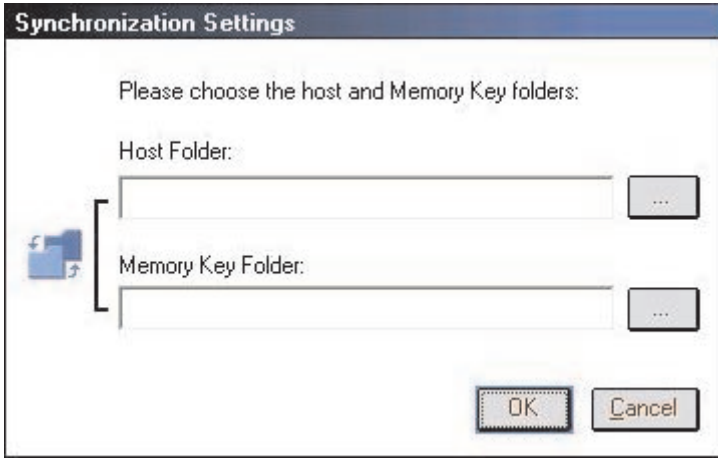 Synchronization Settings
Please choose the host and Memory Key folders:
Host Folder:
...
Memory Key Folder:
...
OK
Cancel